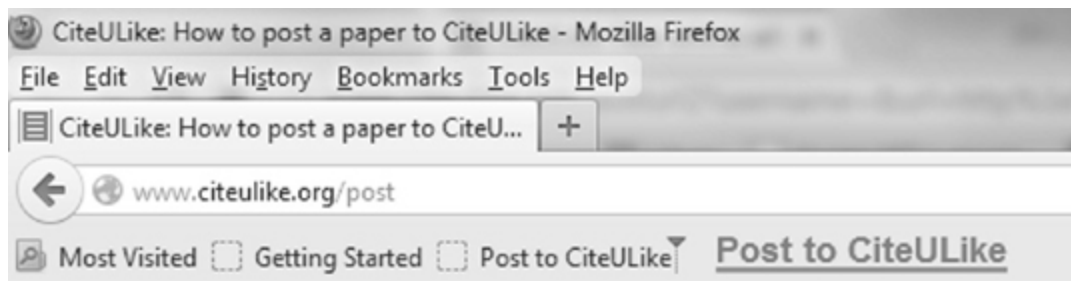 CiteULike: How to post a paper to CiteULike - Mozilla Firefox
File Edit View History Bookmarks Tools Help
CiteULike: How to post a paper to CiteU... +
www.citeulike.org/post
Most Visited Getting Started Post to CiteULike Post to CiteULike